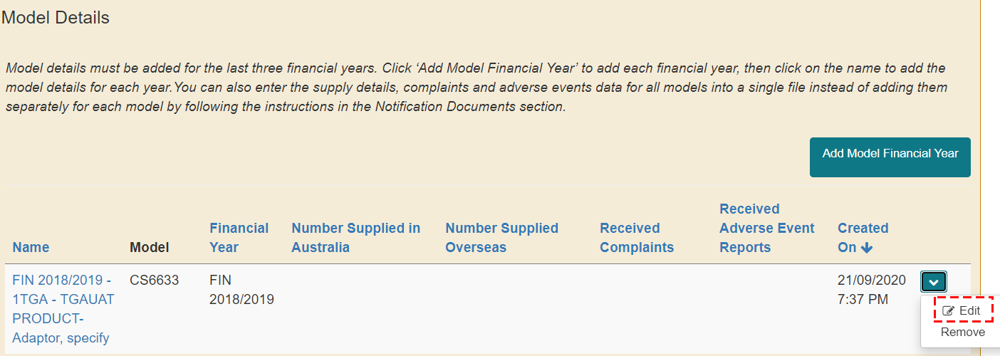 Model Details
Model details must be added for the last three financial years. Click ‘Add Model Financial Year’ to add each financial year, then click on the name to add the
model details for each year.You can also enter the supply details, complaints and adverse events data for all models into a single file instead of adding them
separately for each model by following the instructions in the Notification Documents section.
Add Model Financial Year
Name
Model
Financial
Year
Number Supplied in
Australia
Number Supplied
Overseas
Received
Complaints
Received
Adverse Event
Reports
Created
On
FIN 2018/2019 -
1TGA - TGAUAT
PRODUCT-
Adaptor, specify
CS6633
FIN
2018/2019
21/09/2020
7:37 PM
Edit
Remove